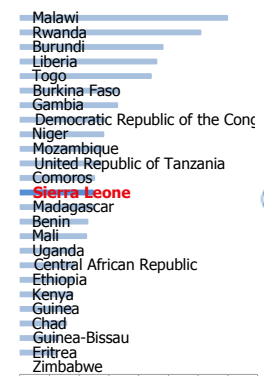 Malawi
Rwanda
Burundi
Liberia
Togo
Burkina Faso
Gambia
Democratic Republic of the Cong
Niger
Mozambique
United Republic of Tanzania
Comoros
Sierra Leone
Madagascar
Benin
Mali
Uganda
Central African Republic
Ethiopia
Kenya
Guinea
Chad
Guinea-Bissau
Eritrea
Zimbabwe